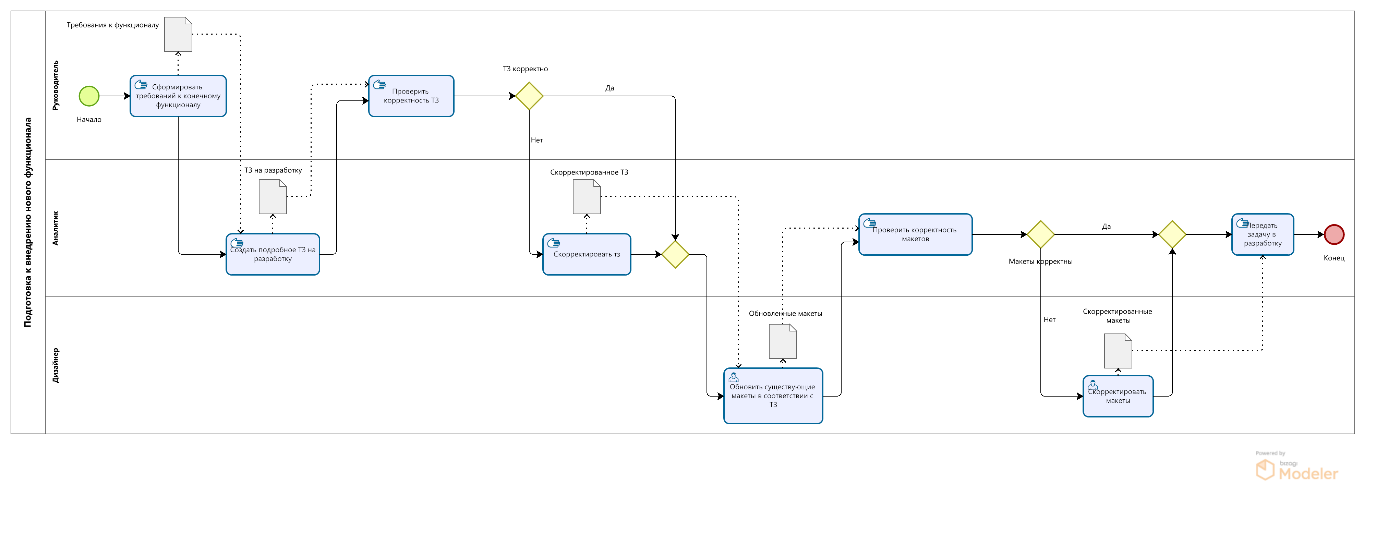 Подготовка к внедрению нового функционала
Руководитель
Требования к функционалу
Начало
Сформировать
требований к конечному
функционалу
Проверить
корректность ТЗ
ТЗ корректно
Да
Нет
Аналитик
ТЗ на разработку
Создать подробное ТЗ на
разработку
Скорректированное ТЗ
Скорректировать тз
Проверить корректность
макетов
Макеты корректны
Да
Нет
Передать
задачу в
разработку
Конец
Дизайнер
Обновленные макеты
Обновить существующие
макеты в соответствии с
ТЗ
Скорректированные
макеты
Скорректировать
макеты
Powered by
bizagi
Modeler